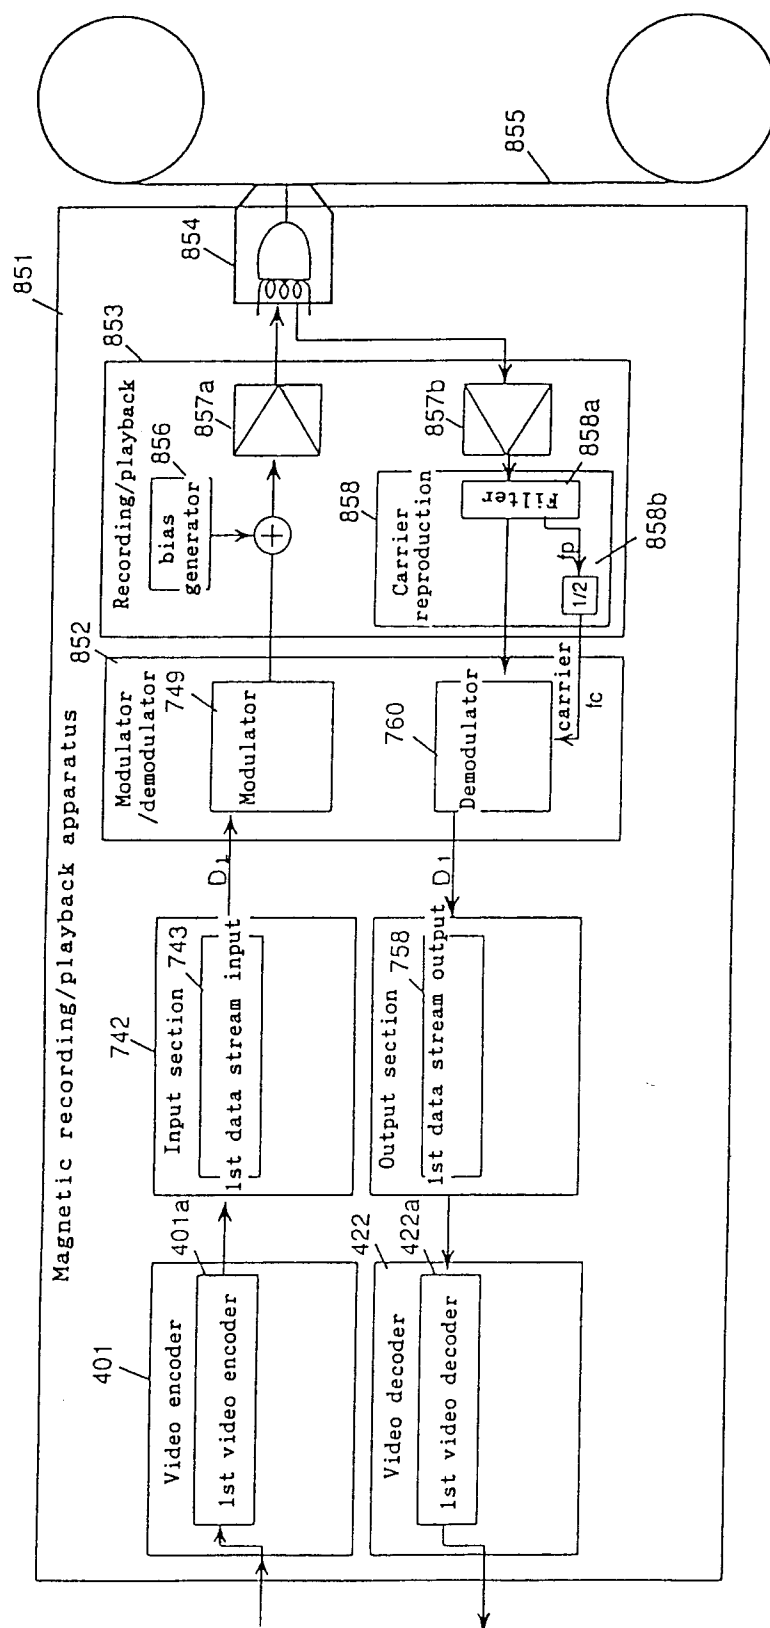 Magnetic recording/playback apparatus
851
401
Video encoder
401a
1st video encoder
742
Input section
743
1st data stream input
D1
852
Modulator
/demodulator
749
Modulator
853
Recording/playback
856
bias
generator
857a
854
855
422
Video decoder
422a
1st video decoder
Output section
758
1st data stream output
D1
760
Demodulator
carrier
fc
858
Carrier
reproduction
857b
Filter
858a
fp
1/2
858b